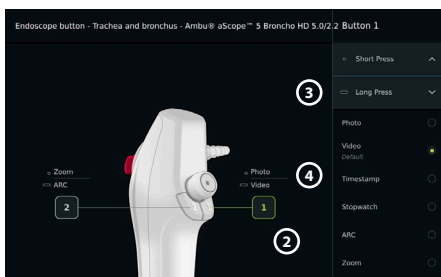 Endoscope button - Trachea and bronchus - Ambu® aScope™ 5 Broncho HD 5.0/2.2
Button 1
Short Press
3
Long Press
Photo
Video
Default
4
Zoom
ARC
Photo
Video
Timestamp
2
1
1
Stopwatch
2
ARC
Zoom